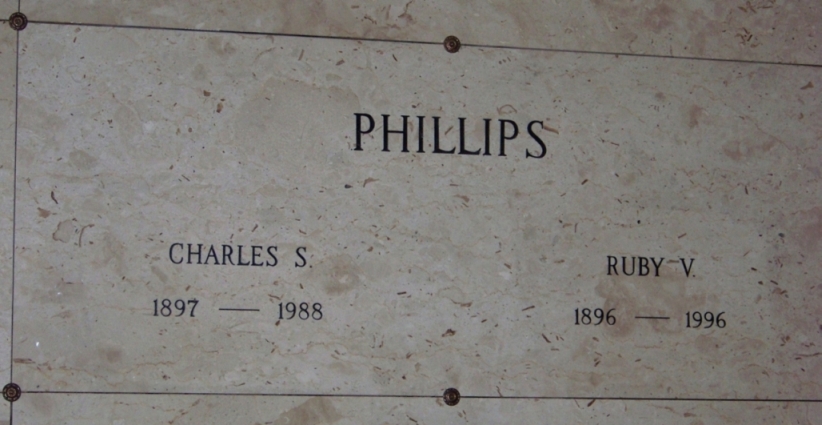 PHILLIPS
CHARLES S.
1897 — 1988
RUBY V.
1896 — 1996